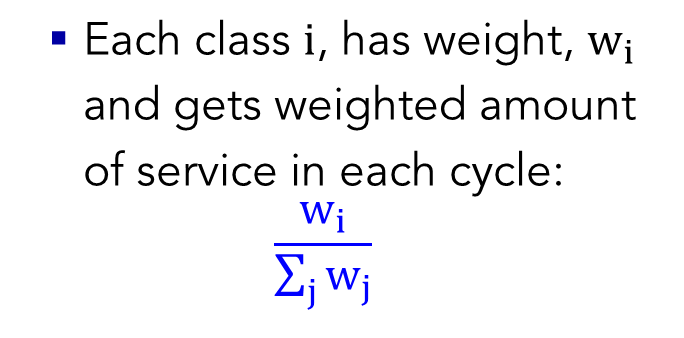 ▪ Each class i, has weight, wᵢ
and gets weighted amount
of service in each cycle:
wᵢ
∑ⱼ wⱼ